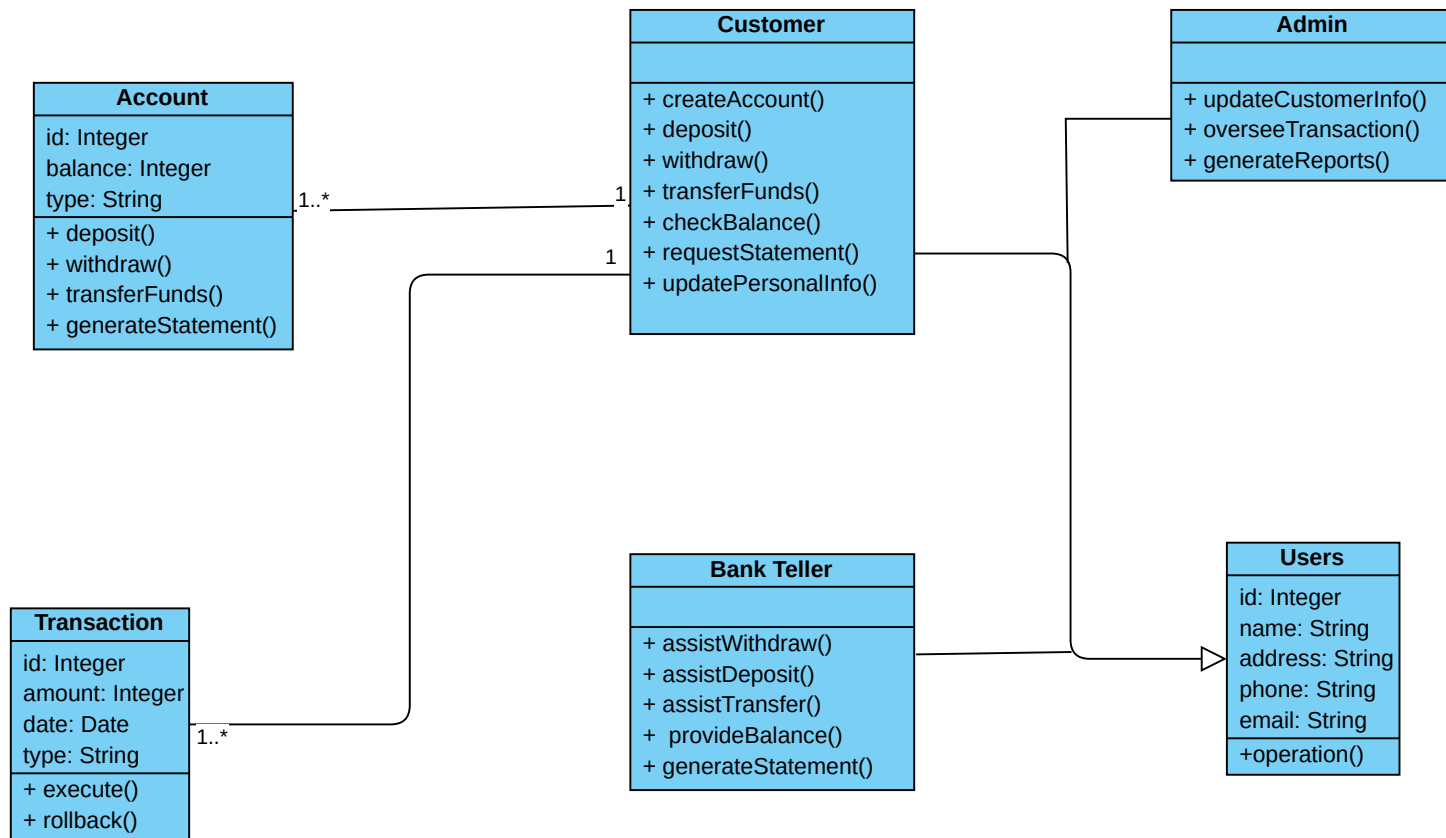 Customer
+ createAccount()
+ deposit()
+ withdraw()
+ transferFunds()
+ checkBalance()
+ requestStatement()
+ updatePersonalInfo()
Admin
+ updateCustomerInfo()
+ overseeTransaction()
+ generateReports()
Account
id: Integer
balance: Integer
type: String
+ deposit()
+ withdraw()
+ transferFunds()
+ generateStatement()
1..*
1
1
Bank Teller
+ assistWithdraw()
+ assistDeposit()
+ assistTransfer()
+  provideBalance()
+ generateStatement()
Users
id: Integer
name: String
address: String
phone: String
email: String
+operation()
Transaction
id: Integer
amount: Integer
date: Date
type: String
+ execute()
+ rollback()
1..*